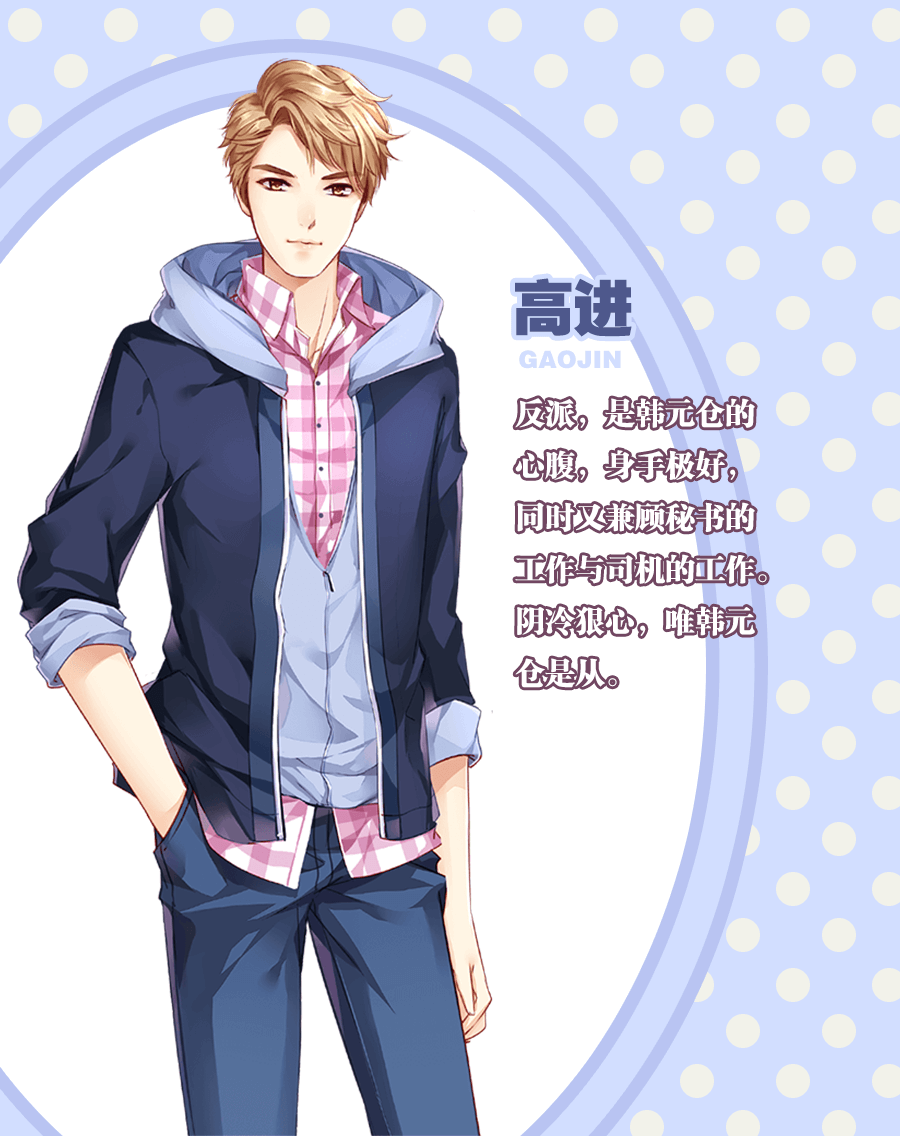 高进
GAOJIN
反派，是韩元仓的
心腹，身手极好，
同时又兼顾秘书的
工作与司机的工作。
阴冷狠心，唯韩元
仓是从。